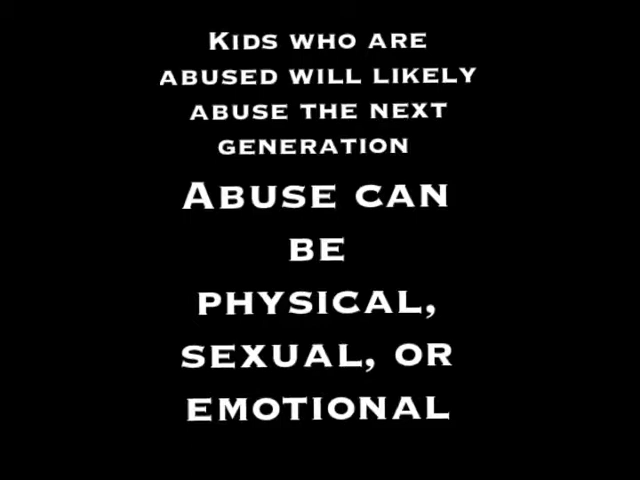 Kids who are
abused will likely
abuse the next
generation
Abuse can
be
physical,
sexual, or
emotional